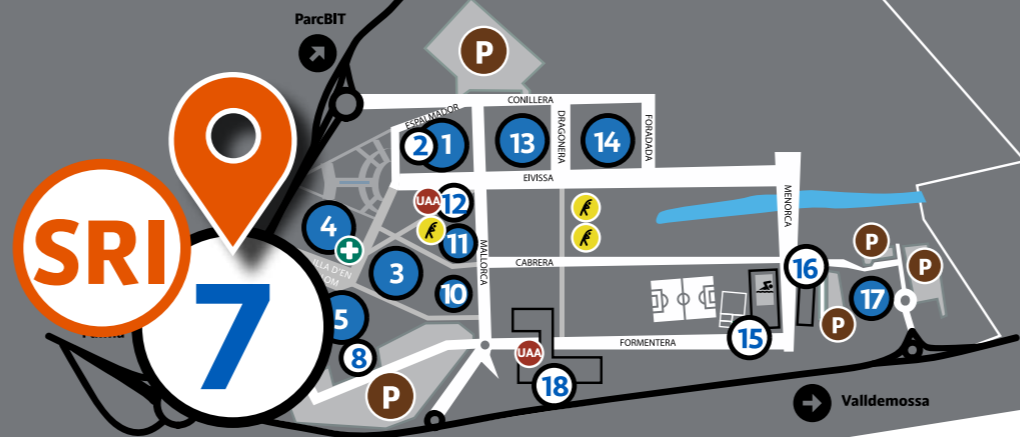 ParcBIT
P
CONILLERA
ESPALMADOR
DRAGONERA
FORADADA
2
1
13
14
EIVISSA
UAA
12
MENORCA
SRI
4
11
MALLORCA
3
CABRERA
16
P
P
7
10
17
5
P
8
UAA
FORMENTERA
15
P
18
Valldemossa